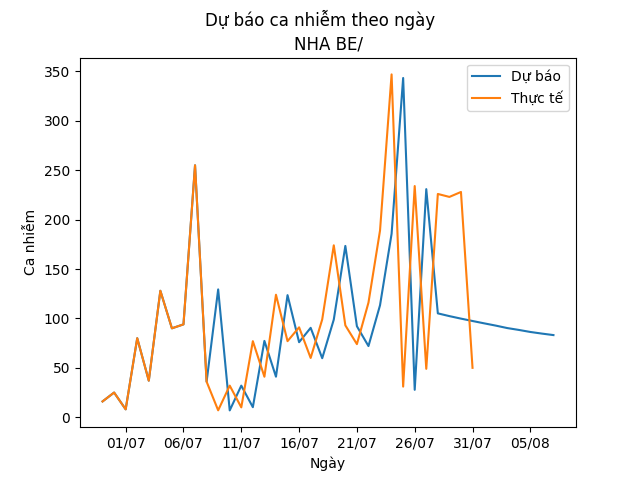 Dự báo ca nhiễm theo ngày
NHA BE/
Dự báo
Thực tế
350
300
250
200
150
100
50
0
Ca nhiễm
01/07 06/07 11/07 16/07 21/07 26/07 31/07 05/08
Ngày